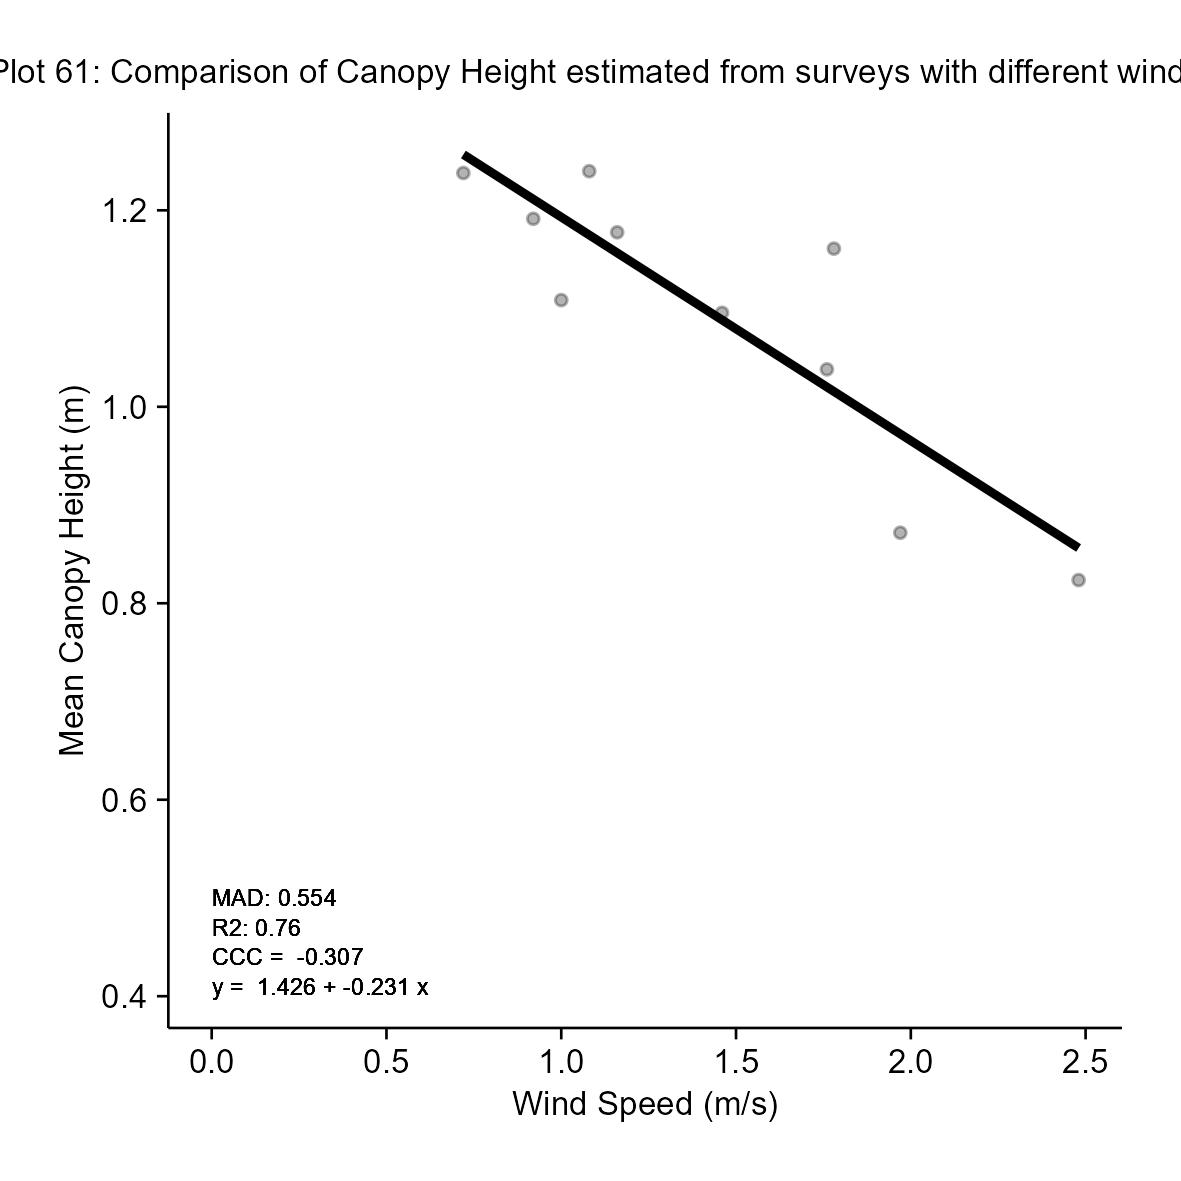 Plot 61: Comparison of Canopy Height estimated from surveys with different wind
1.2
1.0
0.8
0.6
0.4
Mean Canopy Height (m)
MAD: 0.554
R2: 0.76
CCC = -0.307
y = 1.426 + -0.231 x
0.0 0.5 1.0 1.5 2.0 2.5
Wind Speed (m/s)